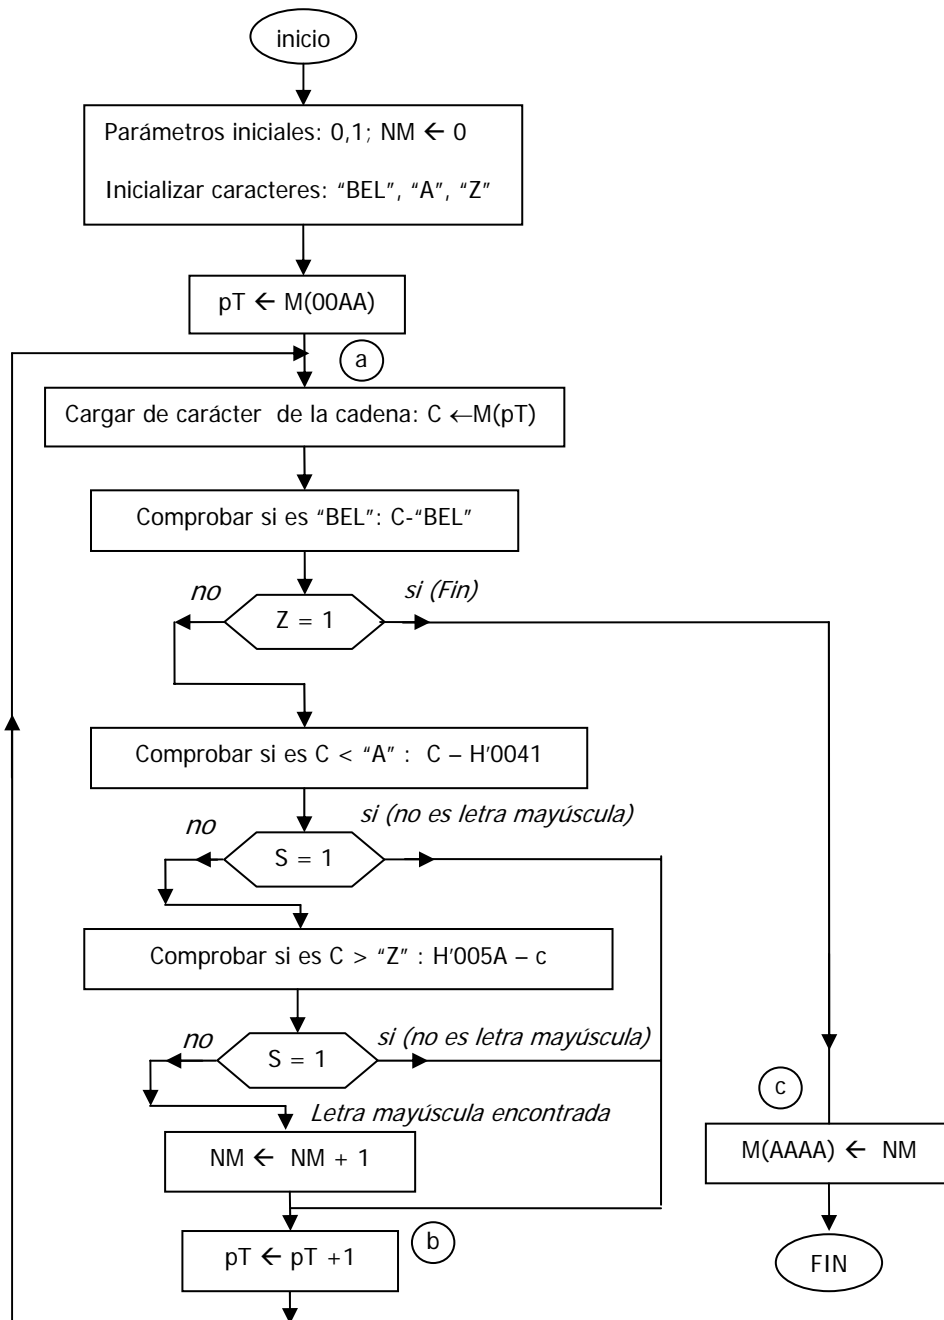 inicio
Parámetros iniciales: 0,1; NM ← 0
Inicializar caracteres: “BEL”, “A”, “Z”
pT ← M(00AA)
a
Cargar de carácter de la cadena: C ←M(pT)
Comprobar si es “BEL”: C-“BEL”
no
si (Fin)
Z = 1
Comprobar si es C < “A” : C – H’0041
si (no es letra mayúscula)
no
S = 1
Comprobar si es C > “Z” : H’005A – c
no
si (no es letra mayúscula)
S = 1
c
Letra mayúscula encontrada
NM ← NM + 1
M(AAAA) ← NM
b
pT ← pT +1
FIN